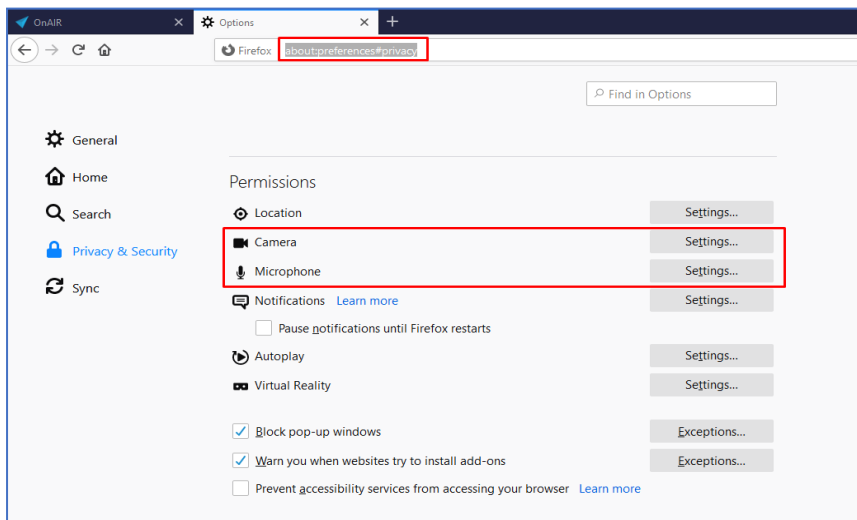 OnAIR
Options
Firefox about:preferences#privacy
Find in Options
General
Home
Search
Privacy & Security
Sync
Permissions
Location Settings...
Camera Settings...
Microphone Settings...
Notifications Learn more Settings...
Pause notifications until Firefox restarts
Autoplay Settings...
Virtual Reality Settings...
Block pop-up windows Exceptions...
Warn you when websites try to install add-ons Exceptions...
Prevent accessibility services from accessing your browser Learn more